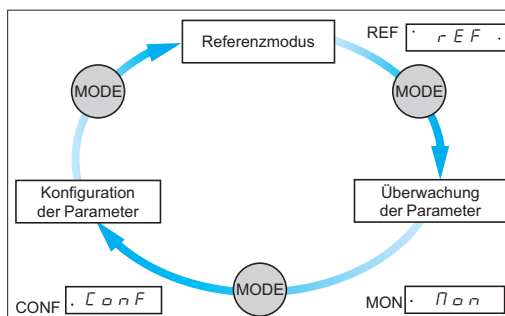 Referenzmodus
REF · rEF ·
MODE
MODE
Konfiguration
der Parameter
Überwachung
der Parameter
MODE
CONF · ConF
MON · Mon